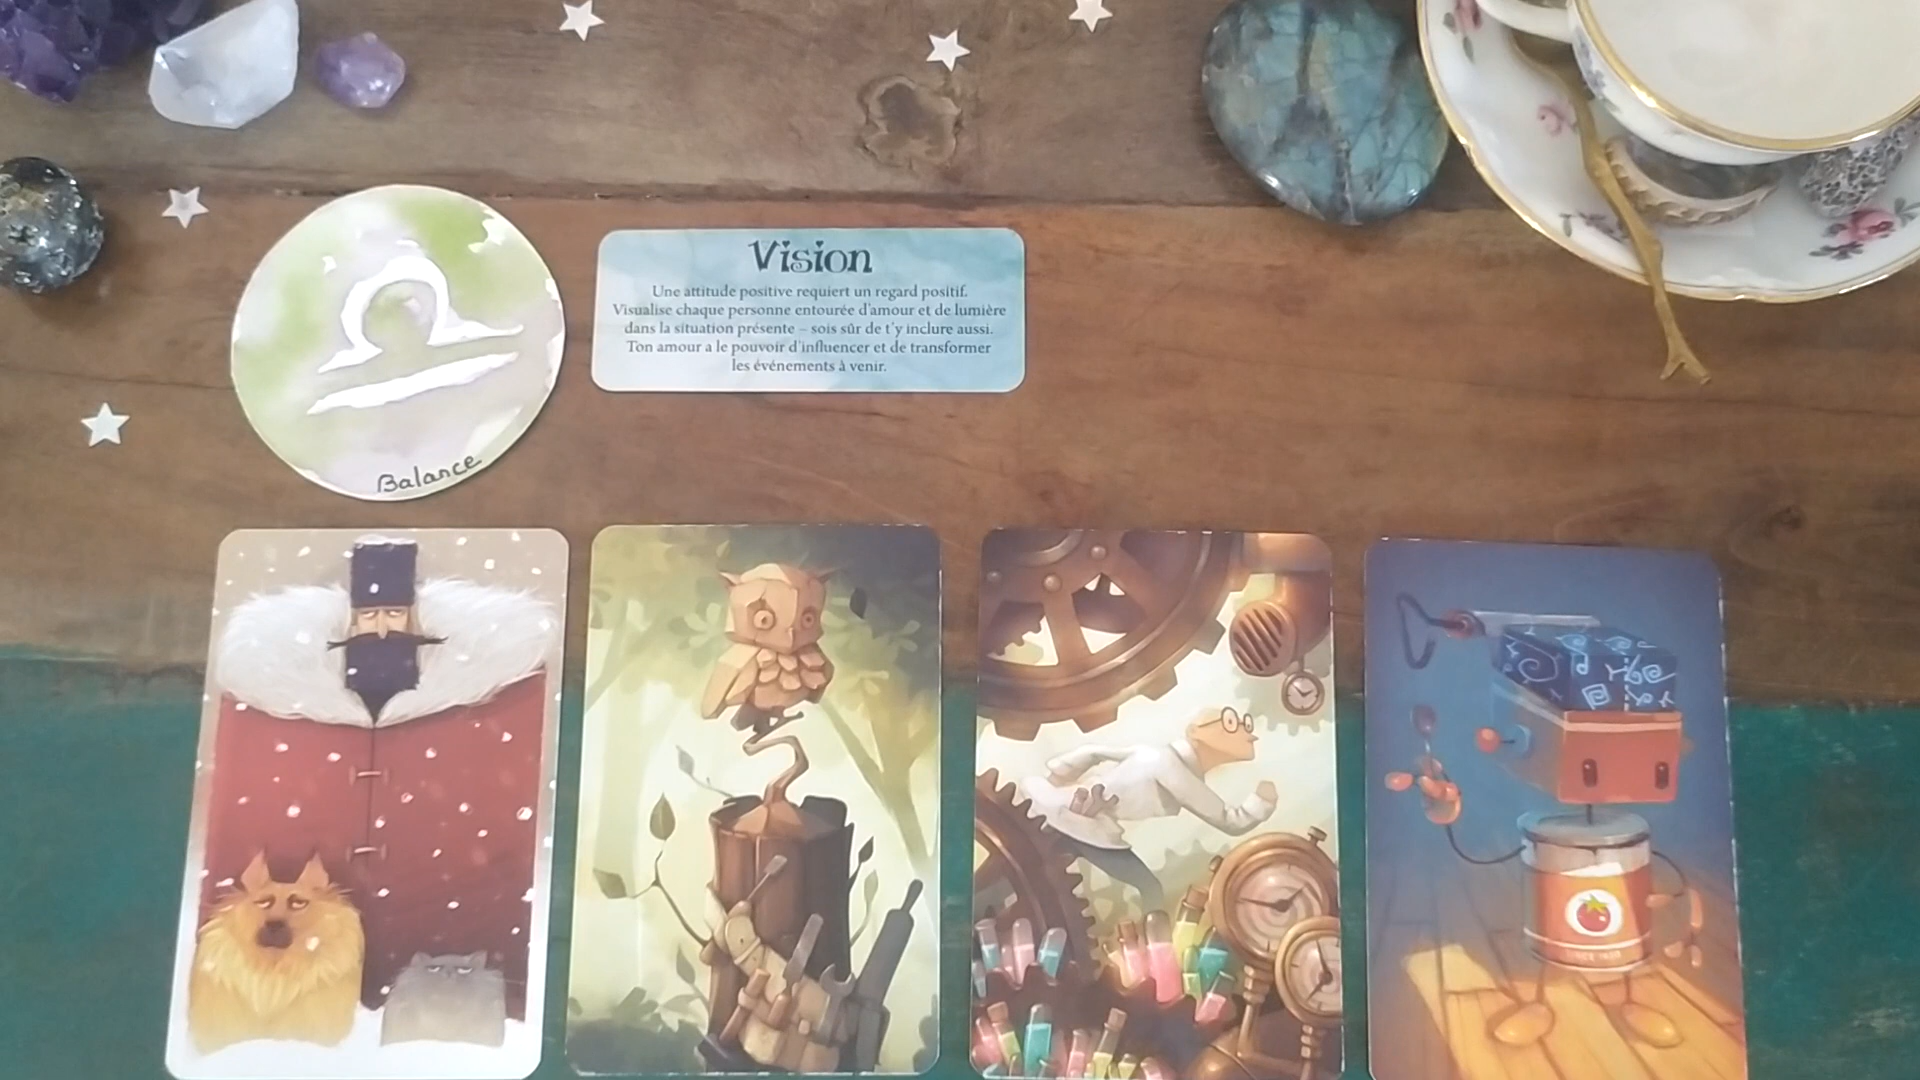 Vision
Une attitude positive requiert un regard positif.
Visualise chaque personne entourée d'amour et de lumière
dans la situation présente – sois sûr de t'y inclure aussi.
Ton amour a le pouvoir d'influencer et de transformer
les événements à venir.
Balance